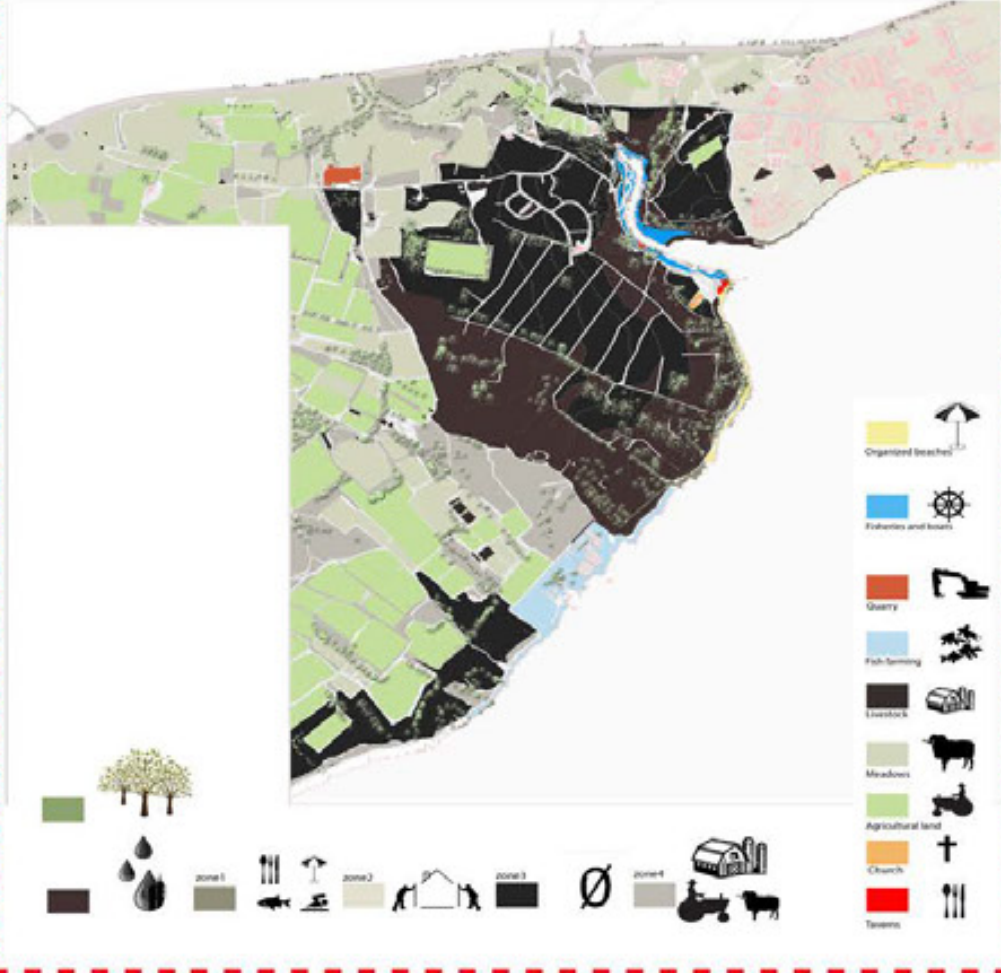 Organized beaches
Fisheries and boats
Quarry
Fish farming
Livestock
Meadows
Agricultural land
Church
Taverns
zone1
zone2
zone3
zone4